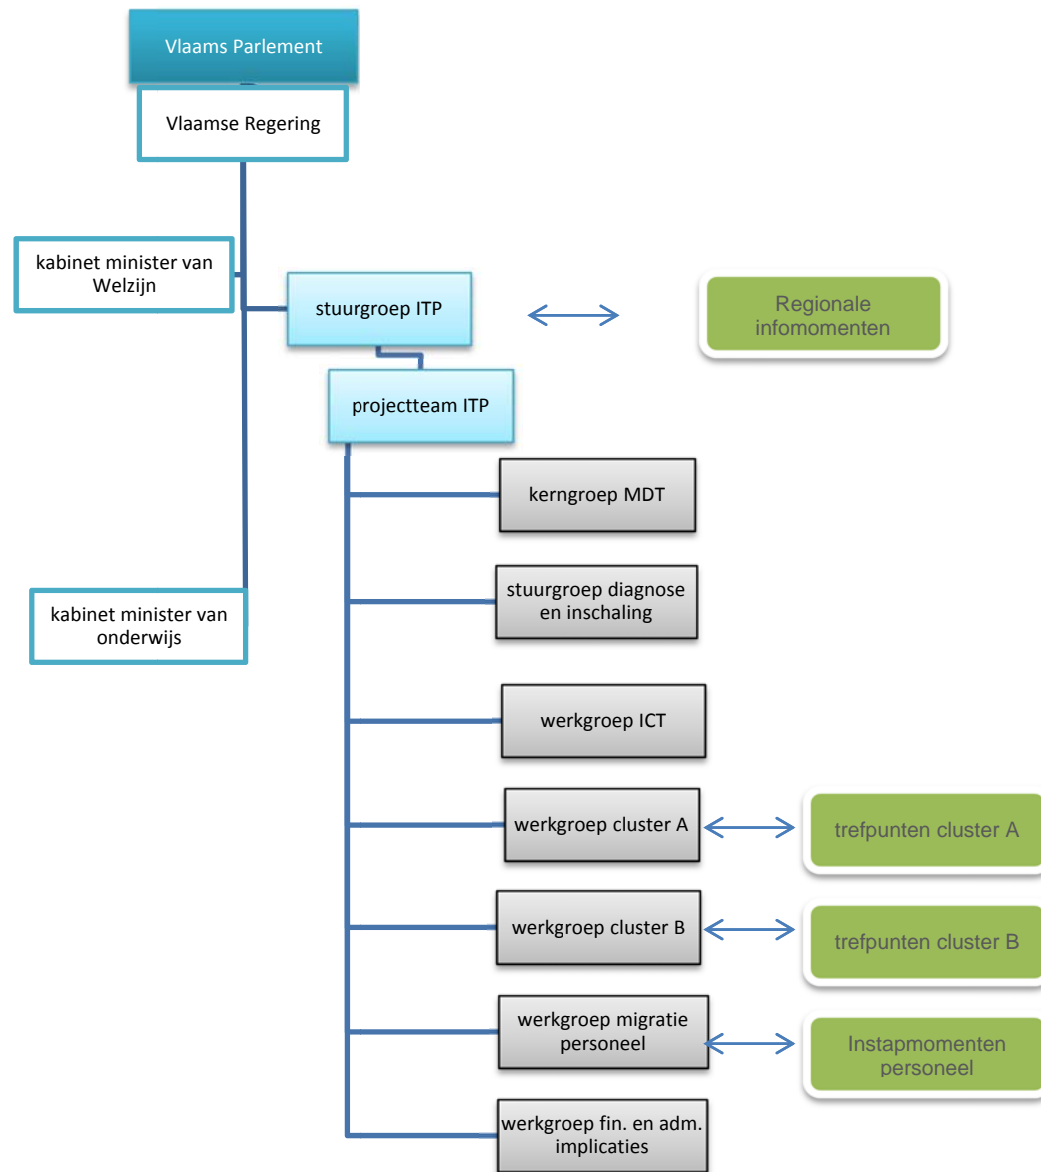 Vlaams Parlement
Vlaamse Regering
kabinet minister van
Welzijn
stuurgroep ITP
Regionale
infomomenten
projectteam ITP
kerngroep MDT
stuurgroep diagnose
en inschaling
kabinet minister van
onderwijs
werkgroep ICT
werkgroep cluster A
trefpunten cluster A
werkgroep cluster B
trefpunten cluster B
werkgroep migratie
personeel
Instapmomenten
personeel
werkgroep fin. en adm.
implicaties